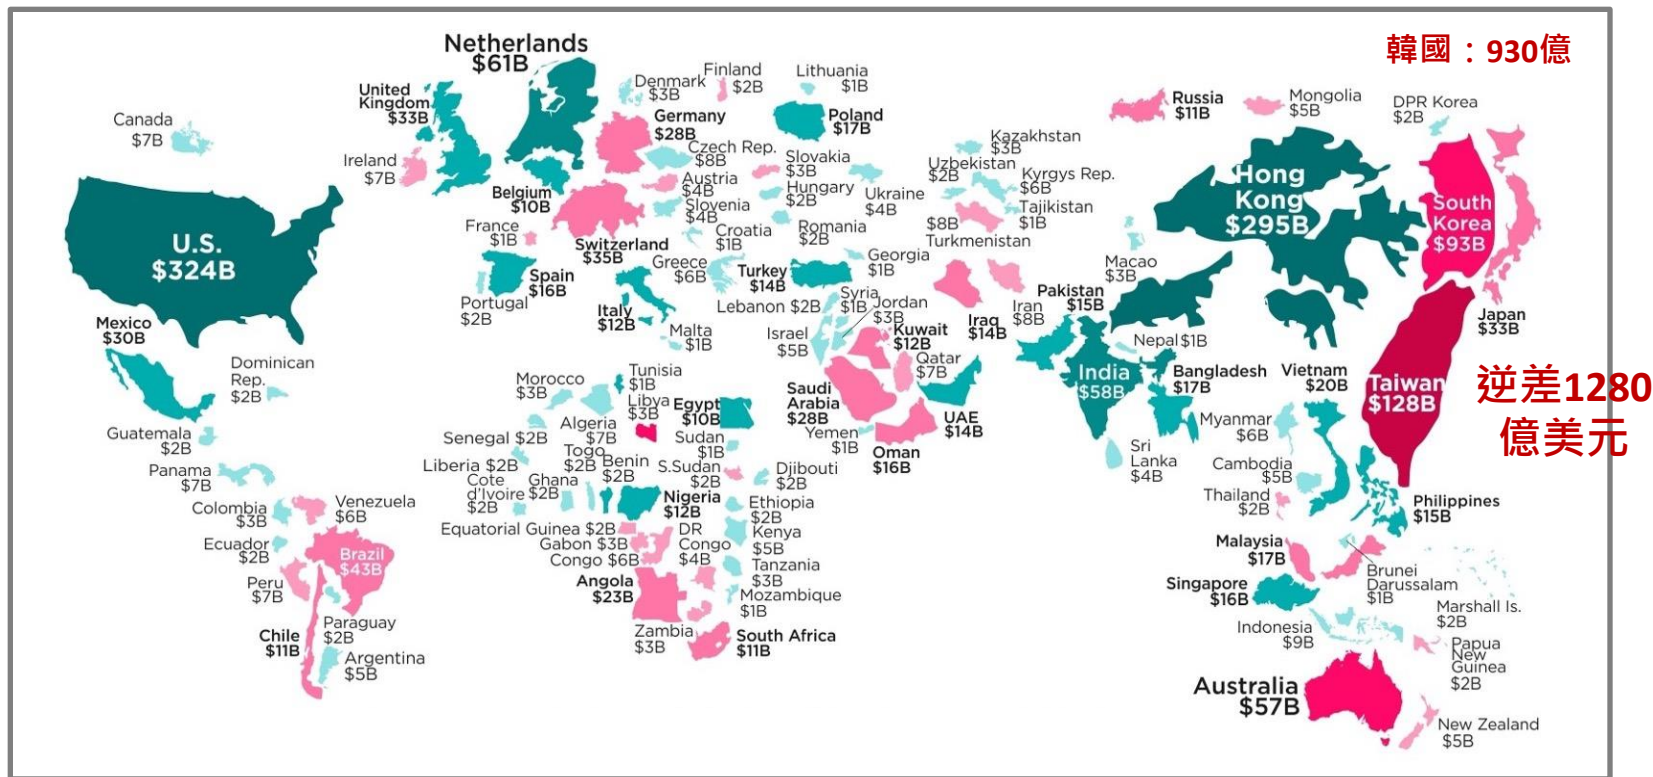 Netherlands
$61B
韓國：930億
United
Kingdom
$33B
Denmark
$3B
Finland
$2B
Lithuania
$1B
Russia
$11B
Mongolia
$5B
DPR Korea
$2B
Canada
$7B
Germany
$28B
Poland
$17B
Ireland
$7B
Czech Rep.
$8B
Slovakia
$3B
Kazakhstan
$3B
Uzbekistan
$2B
Kyrgys Rep.
$6B
Belgium
$10B
Austria
$4B
Hungary
$2B
Ukraine
$4B
Slovenia
$4B
Tajikistan
$1B
Hong
Kong
$295B
South
Korea
$93B
U.S.
$324B
France
$1B
Switzerland
$35B
Croatia
$1B
Romania
$2B
$8B
Turkmenistan
Spain
$16B
Greece
$6B
Turkey
$14B
Georgia
$1B
Macao
$3B
Portugal
$2B
Italy
$12B
Lebanon $2B
Syria
$1B
Jordan
$3B
Iraq
$14B
Iran
$8B
Pakistan
$15B
Japan
$33B
Mexico
$30B
Malta
$1B
Israel
$5B
Kuwait
$12B
Nepal $1B
Dominican
Rep.
$2B
Morocco
$3B
Tunisia
$1B
Qatar
$7B
India
$58B
Bangladesh
$17B
Vietnam
$20B
Taiwan
$128B
逆差1280
億美元
Libya
$3B
Egypt
$10B
Saudi
Arabia
$28B
UAE
$14B
Guatemala
$2B
Senegal $2B
Algeria
$7B
Sudan
$1B
Yemen
$1B
Oman
$16B
Sri
Lanka
$4B
Myanmar
$6B
Panama
$7B
Liberia $2B
Togo
$2B
Benin
$2B
S.Sudan
$2B
Djibouti
$2B
Cambodia
$5B
Cote
d'Ivoire
$2B
Ghana
$2B
Nigeria
$12B
Ethiopia
$2B
Thailand
$2B
Philippines
$15B
Colombia
$3B
Venezuela
$6B
Equatorial Guinea $2B
Gabon $3B
Congo $6B
DR
Congo
$4B
Kenya
$5B
Ecuador
$2B
Brazil
$43B
Malaysia
$17B
Peru
$7B
Angola
$23B
Tanzania
$3B
Mozambique
$1B
Singapore
$16B
Brunei
Darussalam
$1B
Marshall Is.
$2B
Chile
$11B
Paraguay
$2B
Zambia
$3B
South Africa
$11B
Indonesia
$9B
Papua
New
Guinea
$2B
Argentina
$5B
Australia
$57B
New Zealand
$5B